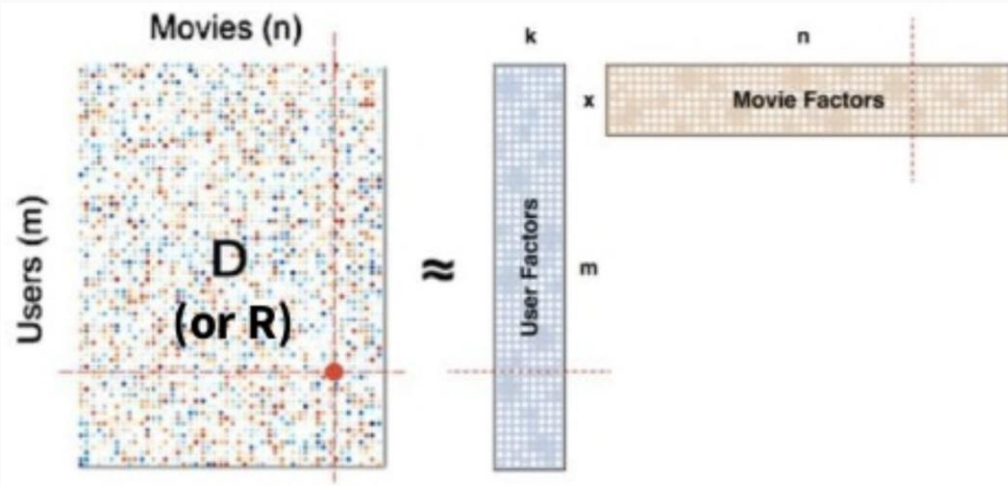 Movies (n)
Users (m)
D
(or R)
≈
k
User Factors
m
x
n
Movie Factors